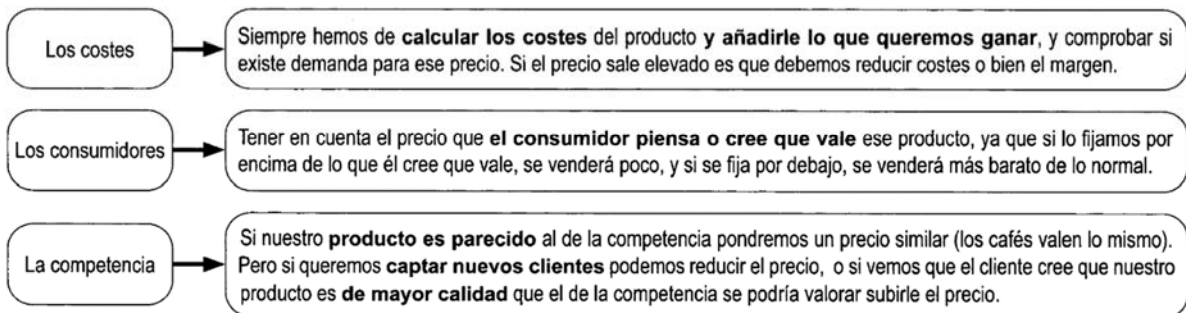 Los costes
Siempre hemos de calcular los costes del producto y añadirle lo que queremos ganar, y comprobar si
existe demanda para ese precio. Si el precio sale elevado es que debemos reducir costes o bien el margen.
Los consumidores
Tener en cuenta el precio que el consumidor piensa o cree que vale ese producto, ya que si lo fijamos por
encima de lo que él cree que vale, se venderá poco, y si se fija por debajo, se venderá más barato de lo normal.
La competencia
Si nuestro producto es parecido al de la competencia pondremos un precio similar (los cafés valen lo mismo).
Pero si queremos captar nuevos clientes podemos reducir el precio, o si vemos que el cliente cree que nuestro
producto es de mayor calidad que el de la competencia se podría valorar subirle el precio.